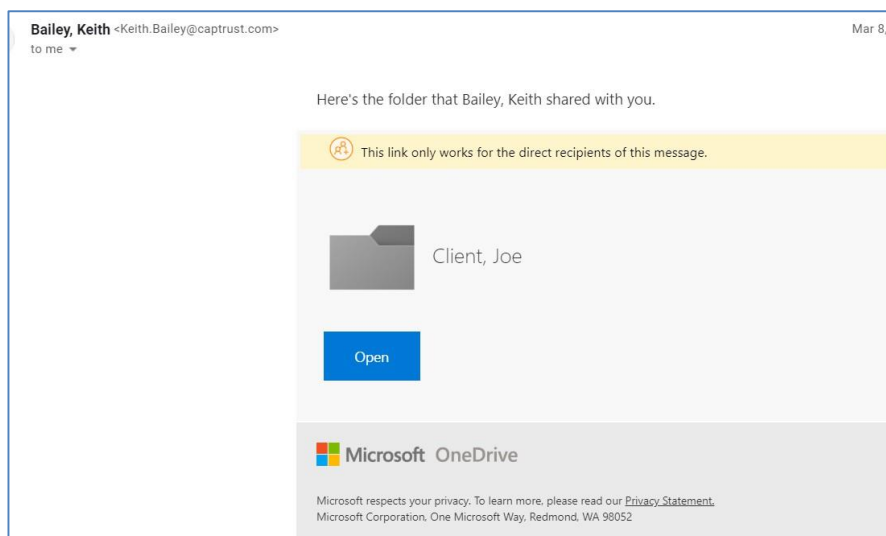 Bailey, Keith <Keith.Bailey@captrust.com>
Mar 8,
to me
Here's the folder that Bailey, Keith shared with you.
This link only works for the direct recipients of this message.
Client, Joe
Open
Microsoft OneDrive
Microsoft respects your privacy. To learn more, please read our Privacy Statement.
Microsoft Corporation, One Microsoft Way, Redmond, WA 98052